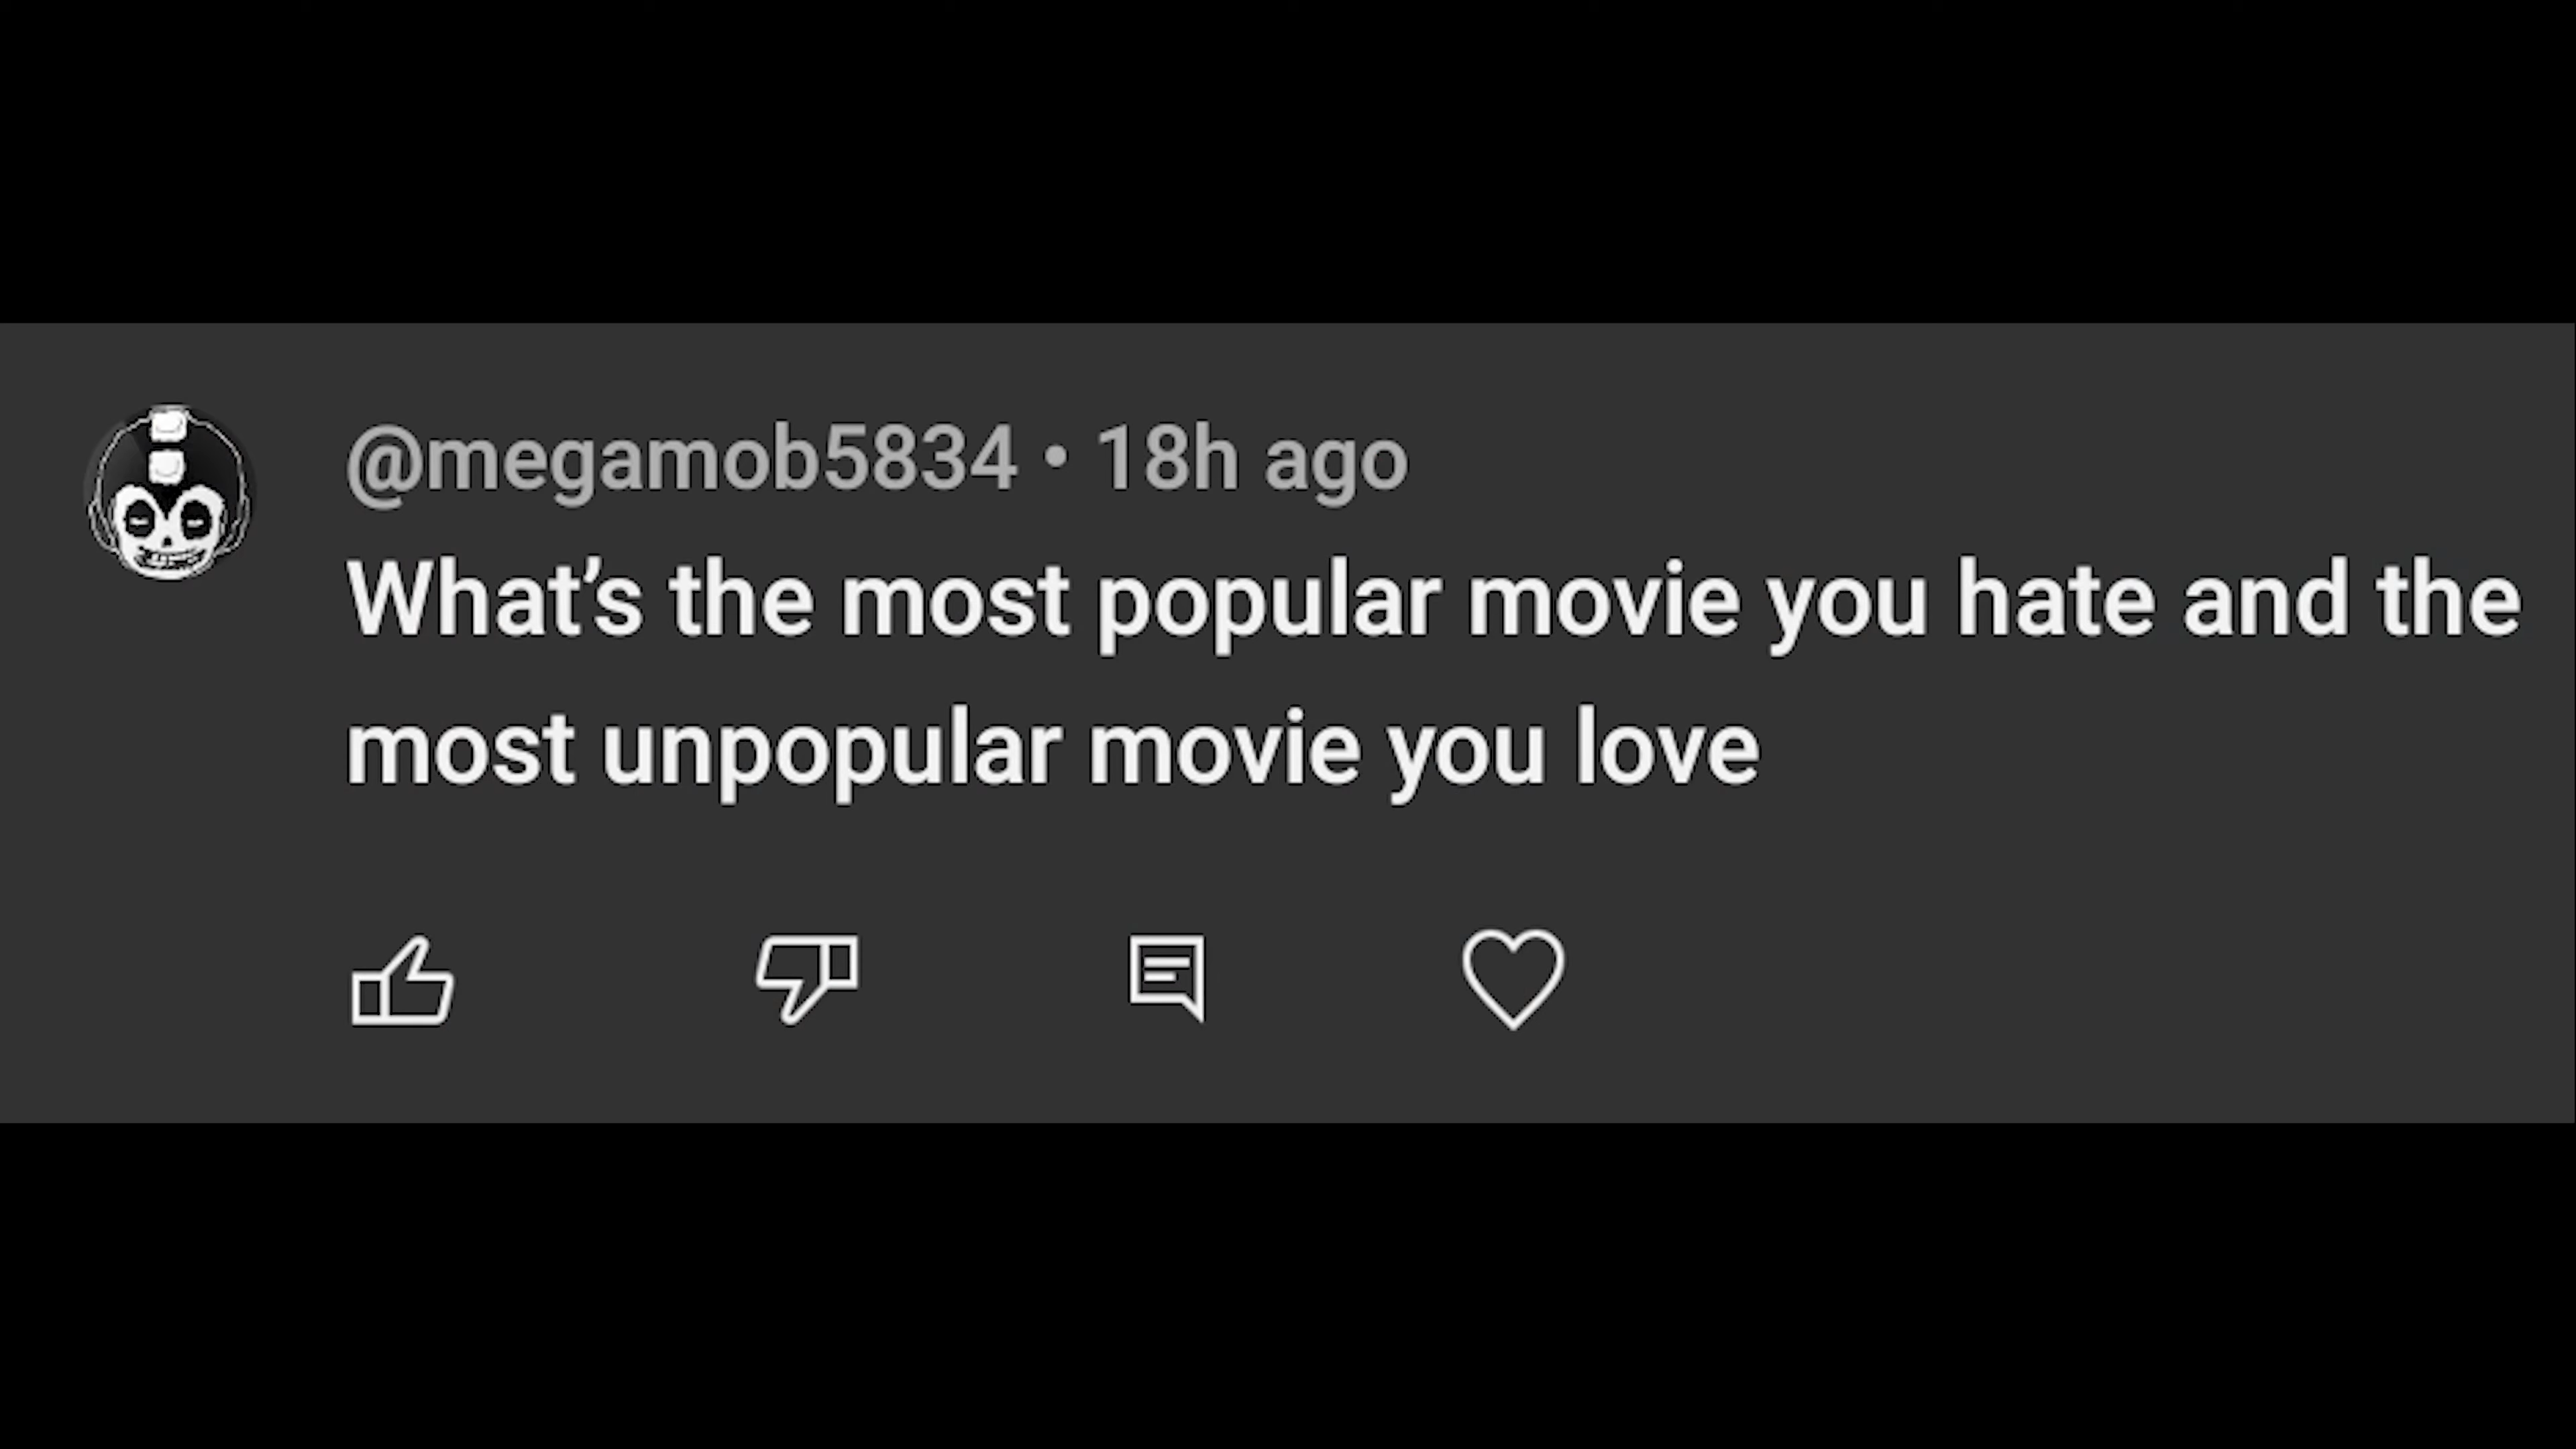 @megamob5834 • 18h ago
What’s the most popular movie you hate and the
most unpopular movie you love